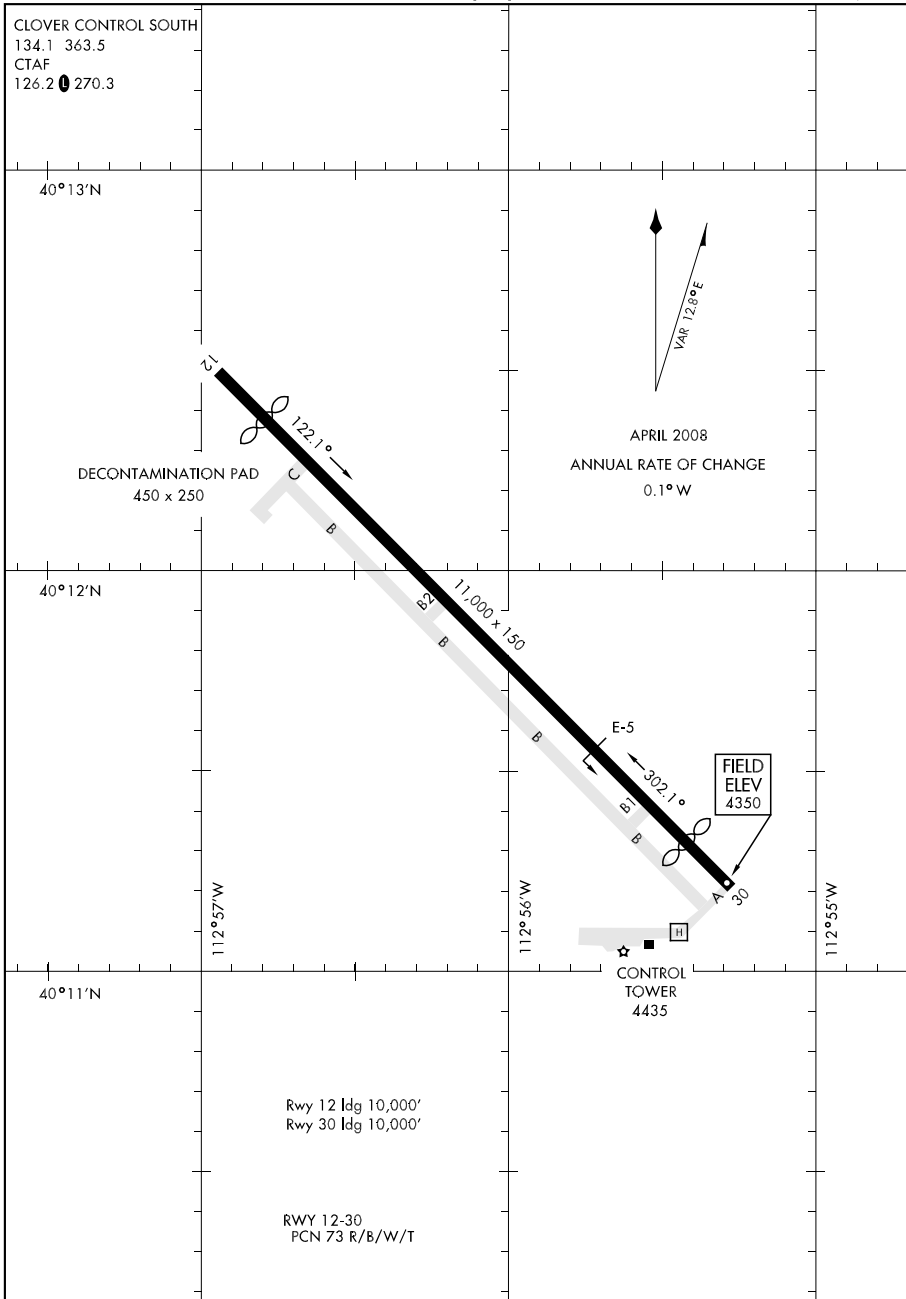 CLOVER CONTROL SOUTH
134.1 363.5
CTAF
126.2 L 270.3
40°13'N
VAR 12.8°E
12
122.1°
APRIL 2008
ANNUAL RATE OF CHANGE
0.1° W
DECONTAMINATION PAD
450 x 250
C
B
40°12'N
B2
11,000 x 150
B
B
E-5
302.1°
FIELD
ELEV
4350
B1
B
A
30
112°57'W
112°56'W
112°55'W
H
40°11'N
CONTROL
TOWER
4435
Rwy 12 ldg 10,000'
Rwy 30 ldg 10,000'
RWY 12-30
PCN 73 R/B/W/T